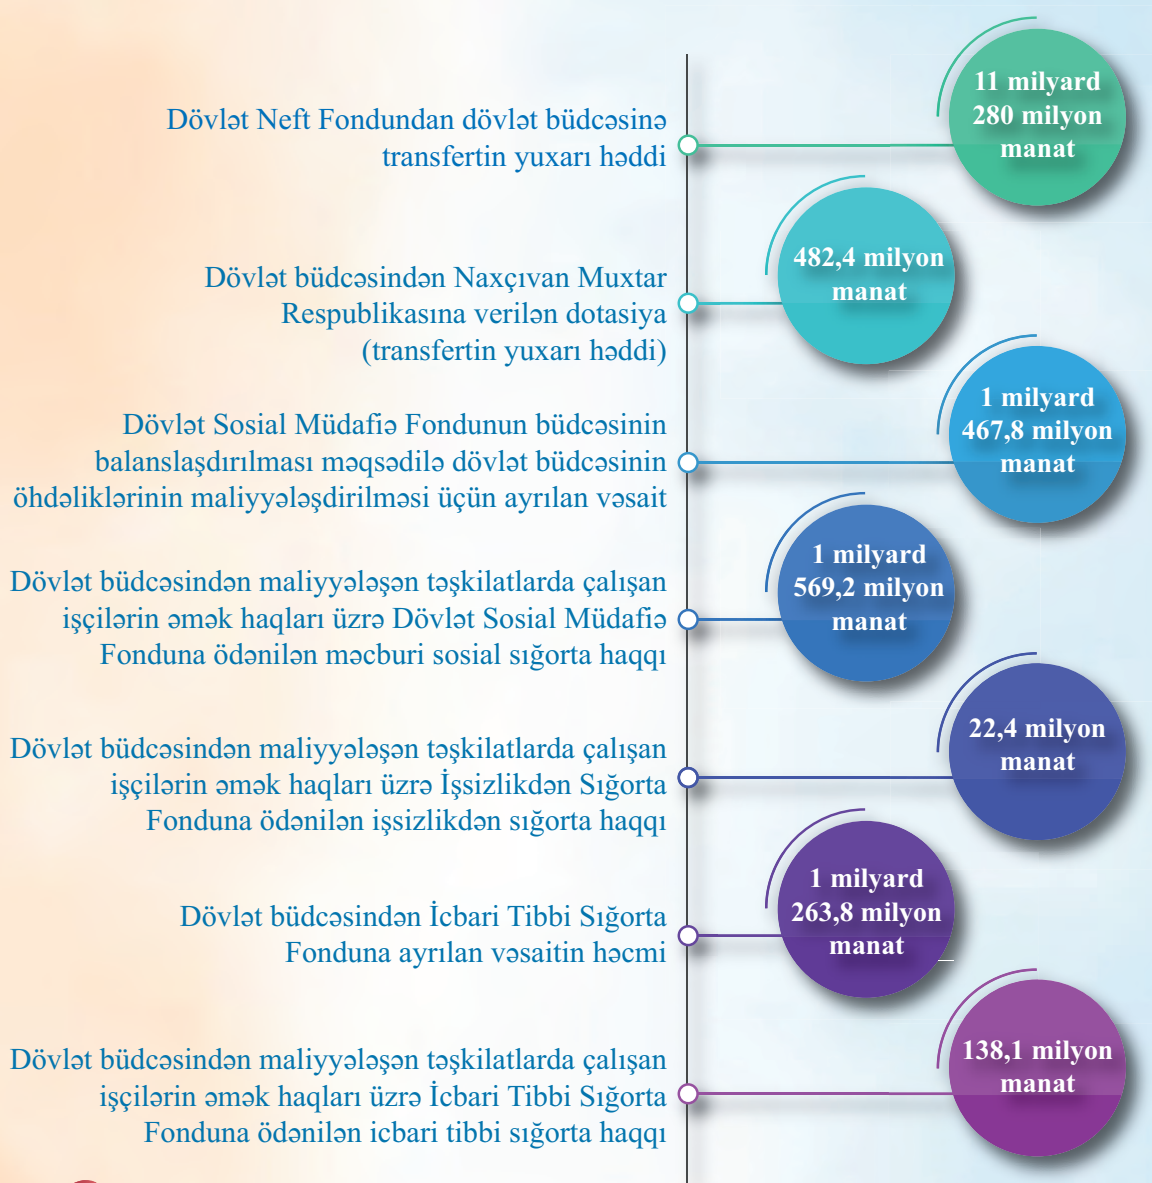 Dövlət Neft Fondundan dövlət büdcəsinə
transfertin yuxarı həddi
11 milyard
280 milyon
manat
Dövlət büdcəsindən Naxçıvan Muxtar
Respublikasına verilən dotasiya
(transfertin yuxarı həddi)
482,4 milyon
manat
Dövlət Sosial Müdafiə Fondunun büdcəsinin
balanslaşdırılması məqsədilə dövlət büdcəsinin
öhdəliklərinin maliyyələşdirilməsi üçün ayrılan vəsait
1 milyard
467,8 milyon
manat
Dövlət büdcəsindən maliyyələşən təşkilatlarda çalışan
işçilərin əmək haqları üzrə Dövlət Sosial Müdafiə
Fonduna ödənilən məcburi sosial sığorta haqqı
1 milyard
569,2 milyon
manat
Dövlət büdcəsindən maliyyələşən təşkilatlarda çalışan
işçilərin əmək haqları üzrə İşsizlikdən Sığorta
Fonduna ödənilən işsizlikdən sığorta haqqı
22,4 milyon
manat
Dövlət büdcəsindən İcbari Tibbi Sığorta
Fonduna ayrılan vəsaitin həcmi
1 milyard
263,8 milyon
manat
Dövlət büdcəsindən maliyyələşən təşkilatlarda çalışan
işçilərin əmək haqları üzrə İcbari Tibbi Sığorta
Fonduna ödənilən icbari tibbi sığorta haqqı
138,1 milyon
manat